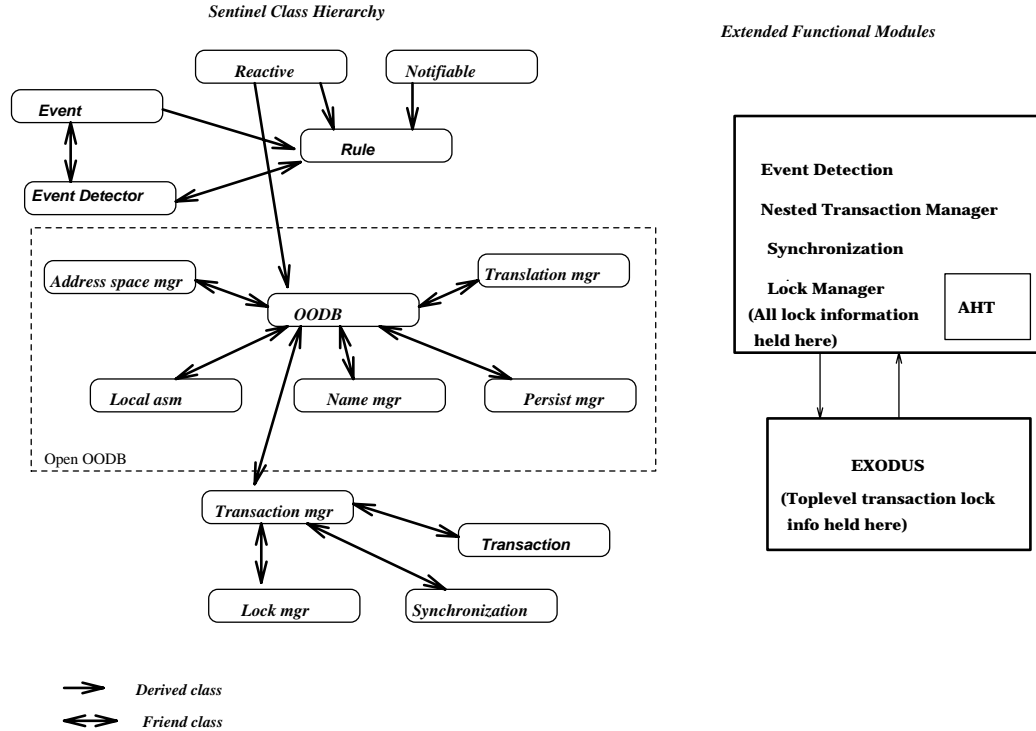 Sentinel Class Hierarchy
Extended Functional Modules
Reactive
Notifiable
Event
Rule
Event Detector
Address space mgr
Translation mgr
OODB
Local asm
Name mgr
Persist mgr
Open OODB
Transaction mgr
Transaction
Lock mgr
Synchronization
Derived class
Friend class
Event Detection
Nested Transaction Manager
Synchronization
Lock Manager
(All lock information
held here)
AHT
EXODUS
(Toplevel transaction lock
info held here)